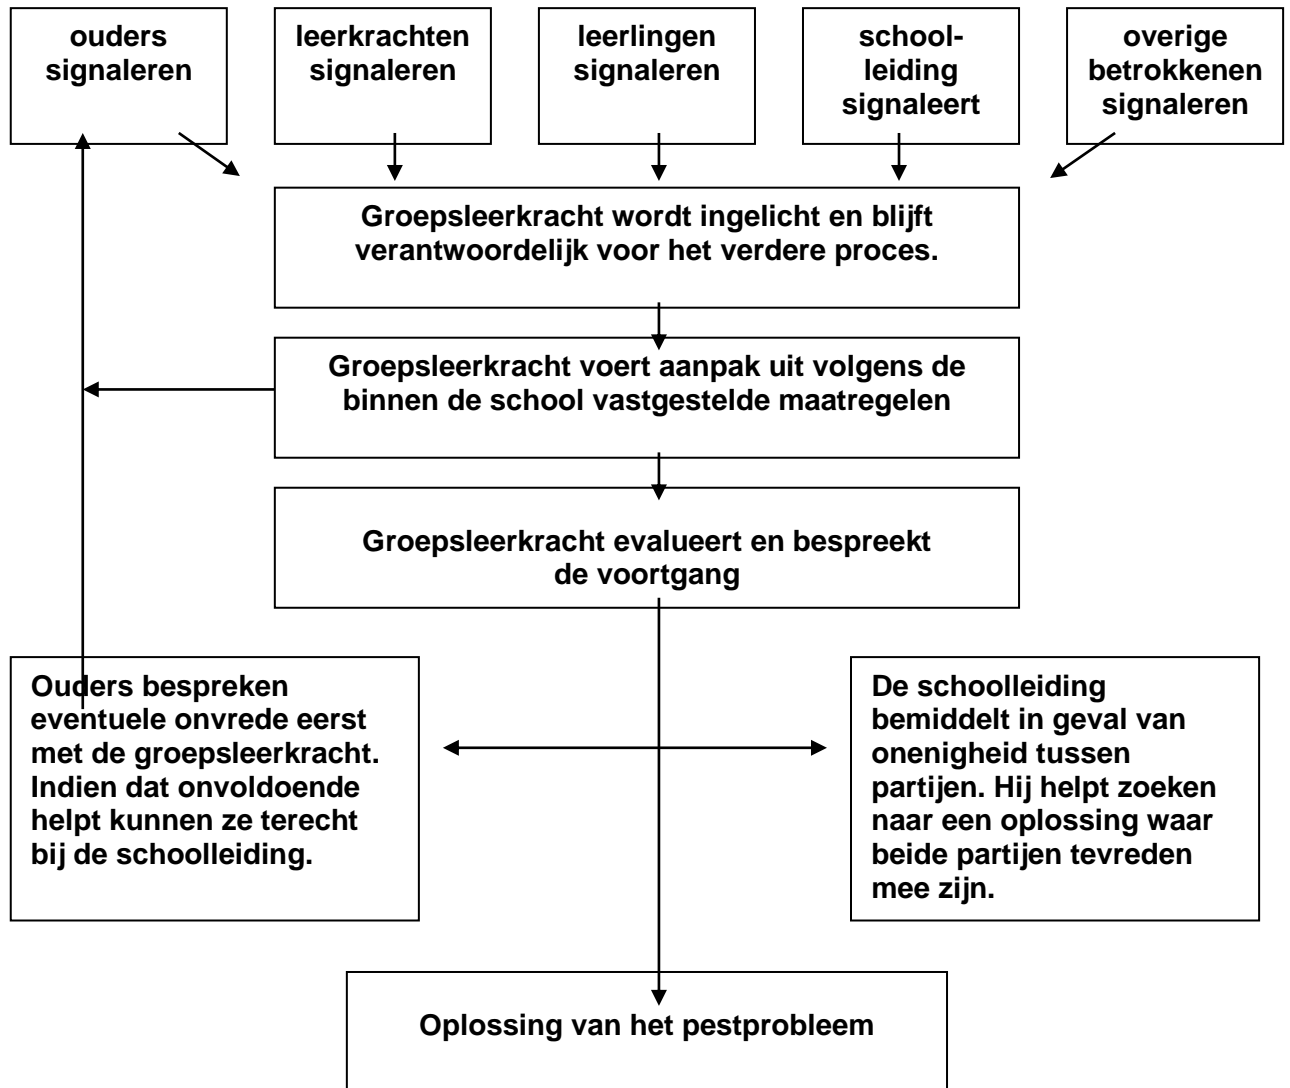 ouders
signaleren
leerkrachten
signaleren
leerlingen
signaleren
school-
leiding
signaleert
overige
betrokkenen
signaleren
Groepsleerkracht wordt ingelicht en blijft
verantwoordelijk voor het verdere proces.
Groepsleerkracht voert aanpak uit volgens de
binnen de school vastgestelde maatregelen
Groepsleerkracht evalueert en bespreekt
de voortgang
Ouders bespreken
eventuele onvrede eerst
met de groepsleerkracht.
Indien dat onvoldoende
helpt kunnen ze terecht
bij de schoolleiding.
De schoolleiding
bemiddelt in geval van
onenigheid tussen
partijen. Hij helpt zoeken
naar een oplossing waar
beide partijen tevreden
mee zijn.
Oplossing van het pestprobleem